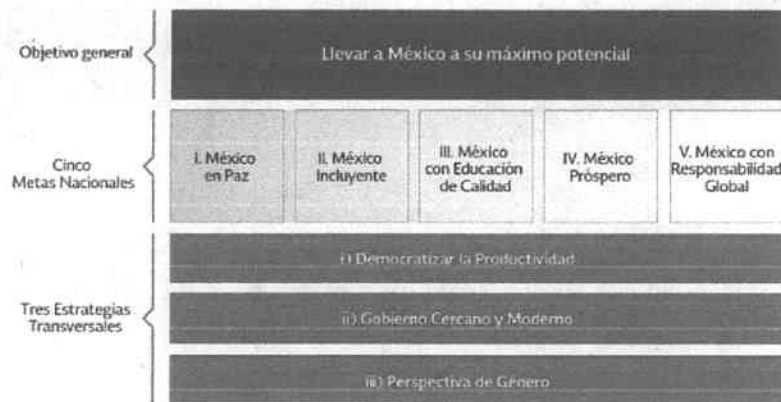 Objetivo general
Llevar a México a su máximo potencial
Cinco
Metas Nacionales
I. México
en Paz
II. México
Incluyente
III. México
con Educación
de Calidad
IV. México
Próspero
V. México con
Responsabilidad
Global
Tres Estrategias
Transversales
i) Democratizar la Productividad
ii) Gobierno Cercano y Moderno
iii) Perspectiva de Género